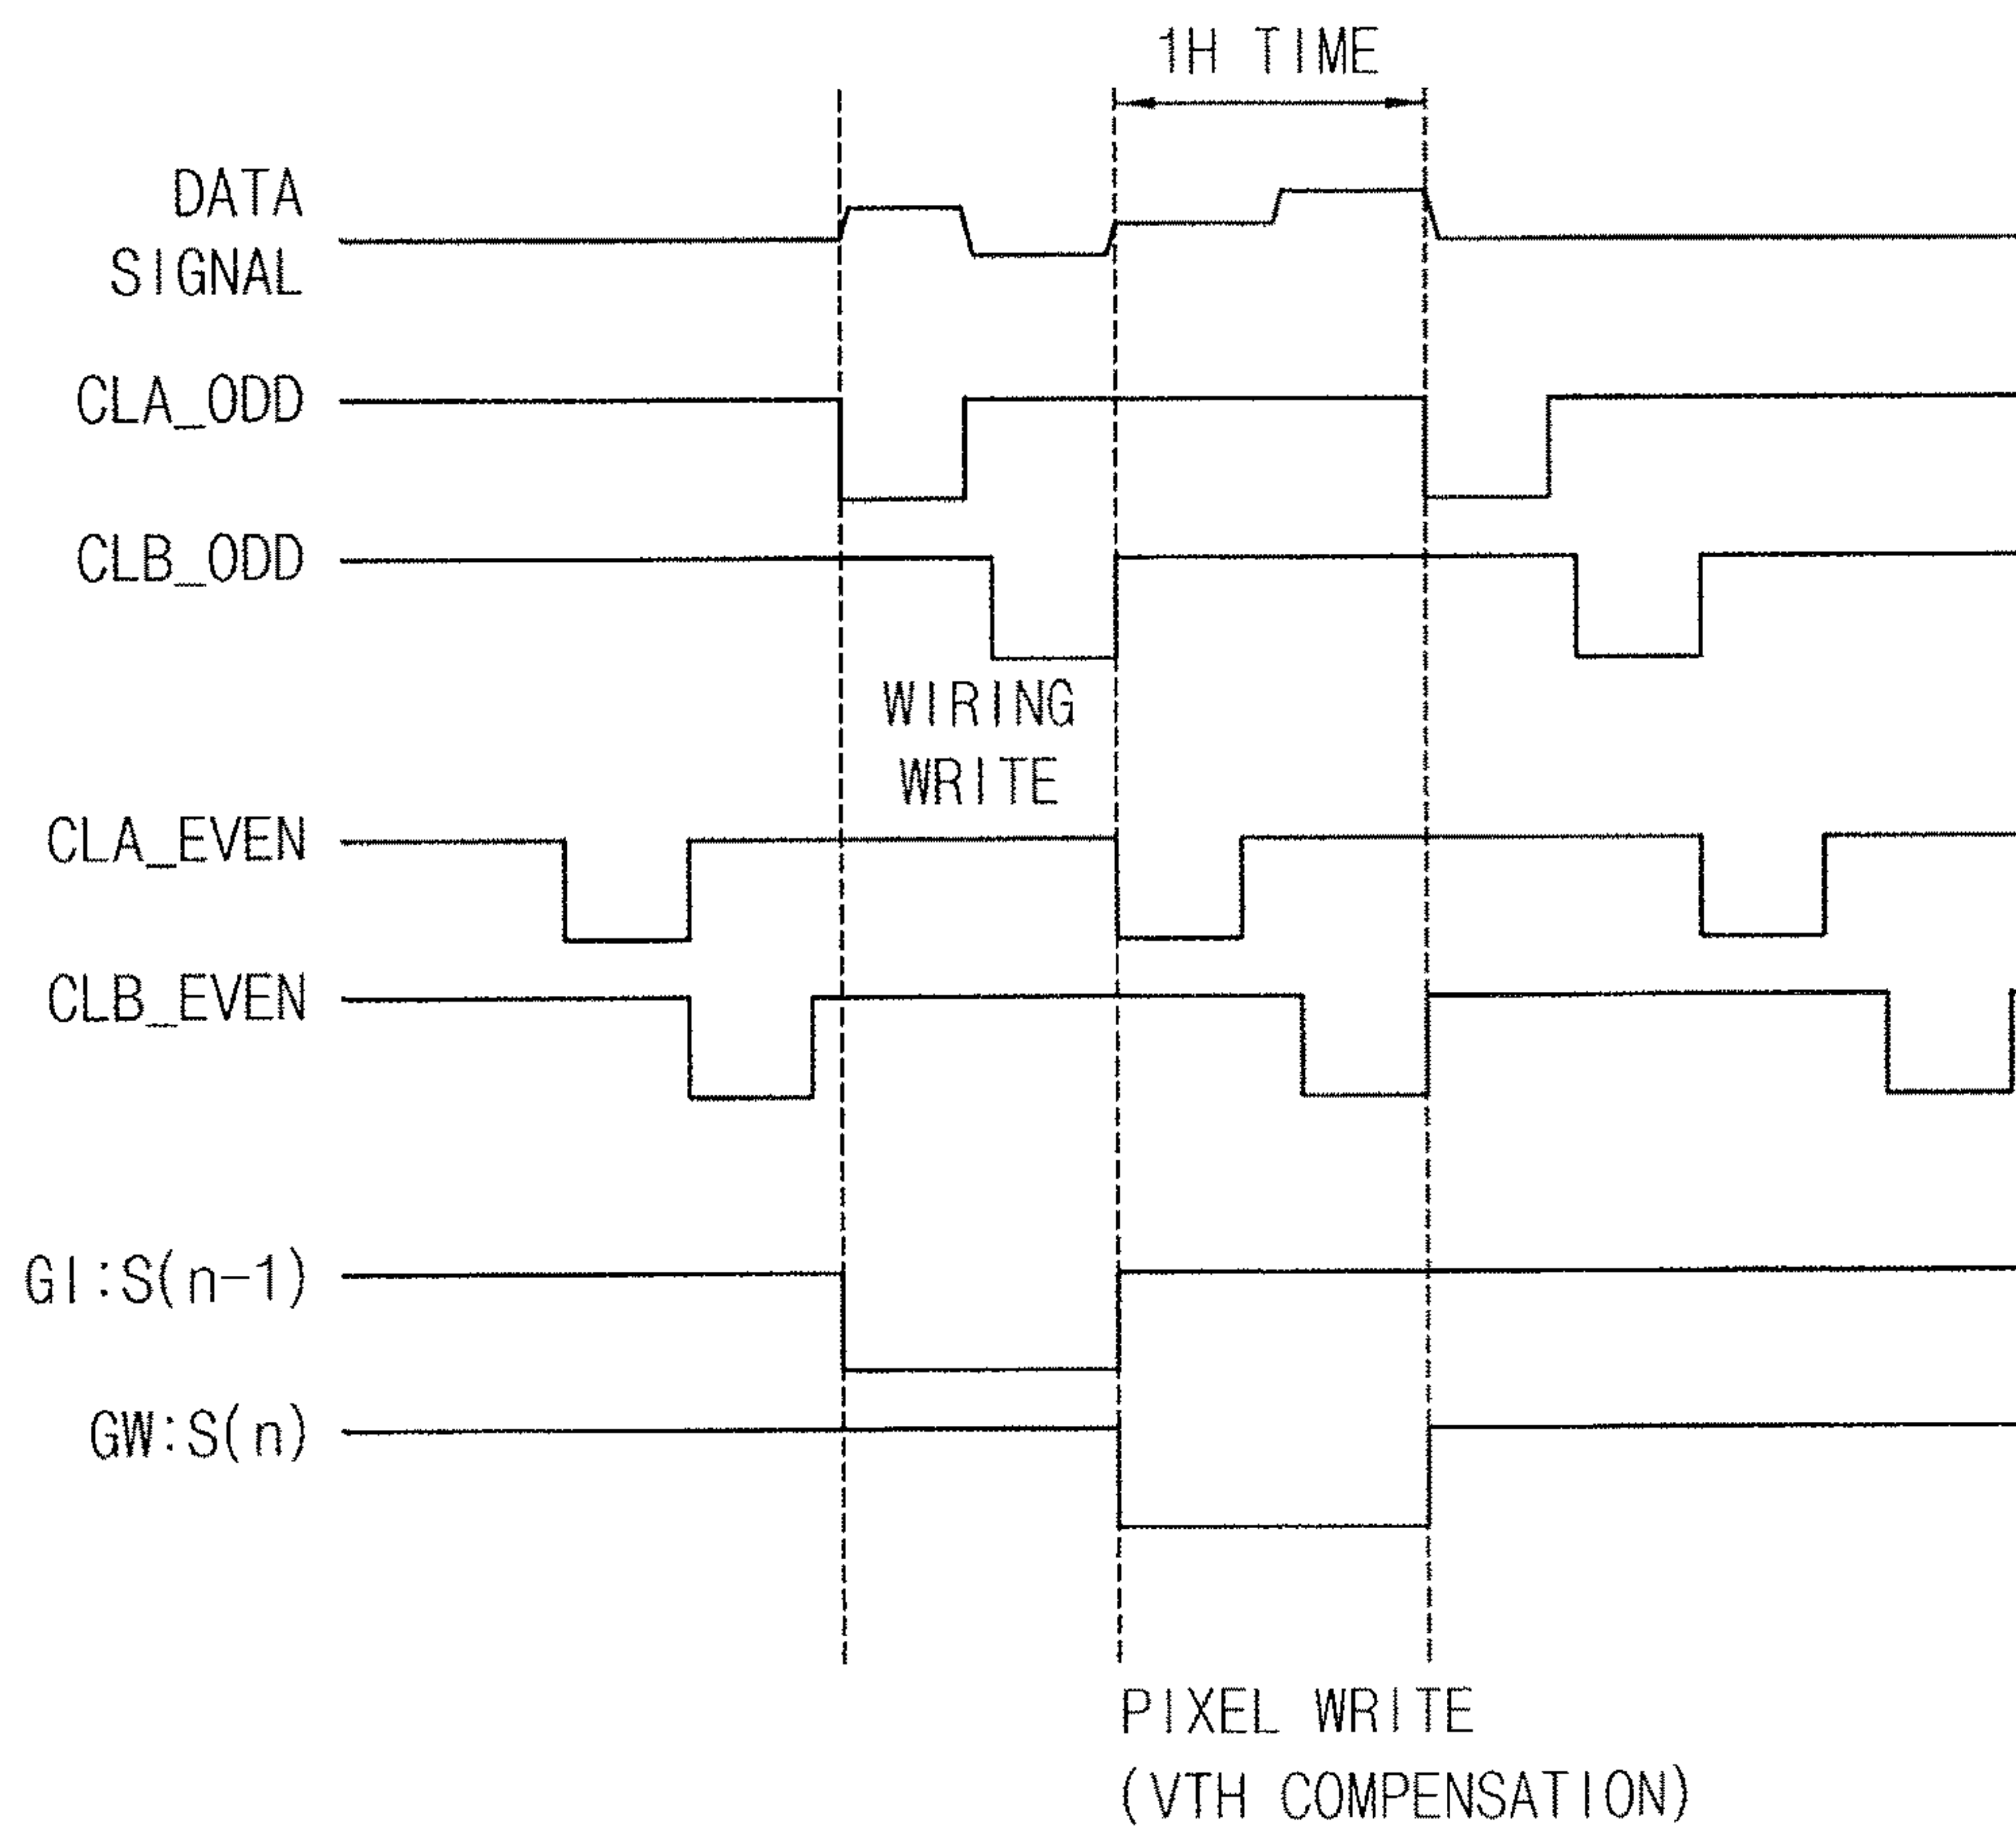 1H TIME
DATA
SIGNAL
CLA_ODD
CLB_ODD
WIRING
WRITE
CLA_EVEN
CLB_EVEN
GI:S(n-1)
GW:S(n)
PIXEL WRITE
(VTH COMPENSATION)